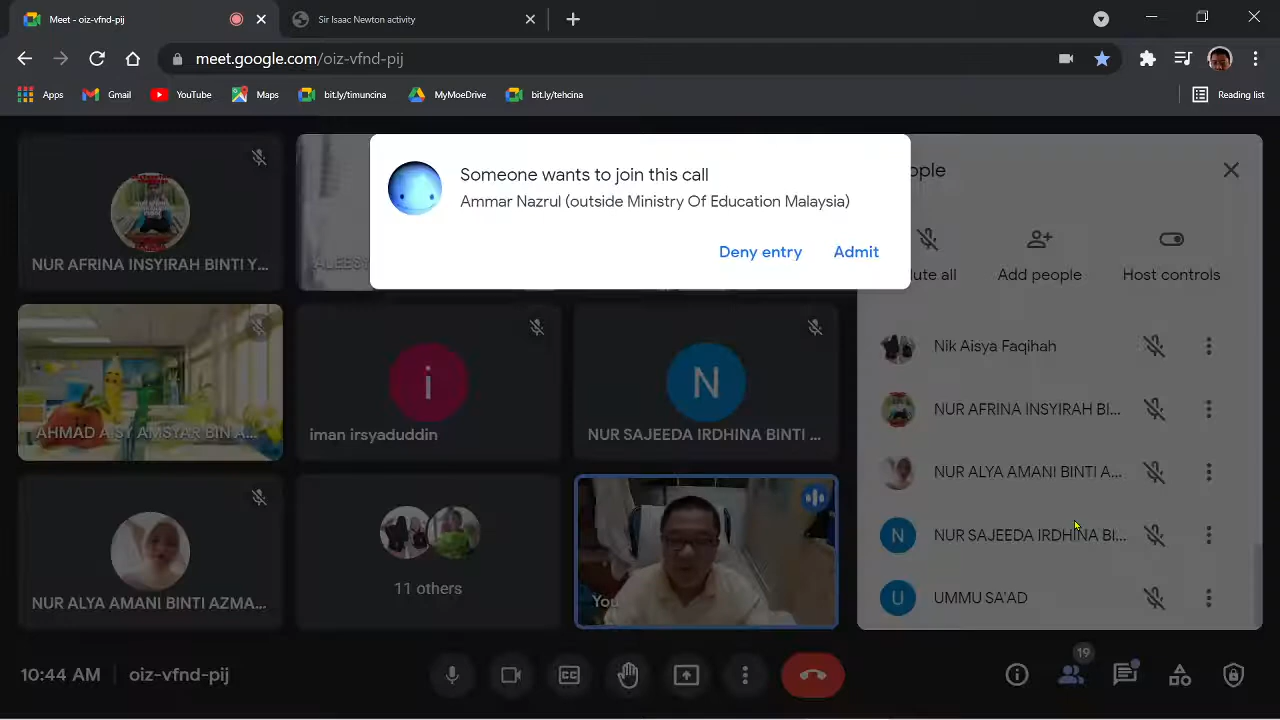 Meet - oiz-vfnd-pij
Sir Isaac Newton activity
meet.google.com/oiz-vfnd-pij
Apps
Gmail
YouTube
Maps
bit.ly/timuncina
MyMoeDrive
bit.ly/tehcina
Reading list
Someone wants to join this call
Ammar Nazrul (outside Ministry Of Education Malaysia)
Deny entry
Admit
ople
ute all
Add people
Host controls
NUR AFRINA INSYIRAH BINTI Y...
AHMAD AISY AMSYAR BIN A...
i
iman irsyaduddin
N
NUR SAJEEDA IRDHINA BINTI ...
NUR ALYA AMANI BINTI AZMA...
11 others
You
Nik Aisya Faqihah
NUR AFRINA INSYIRAH BI...
NUR ALYA AMANI BINTI A...
N
NUR SAJEEDA IRDHINA BI...
U
UMMU SA'AD
10:44 AM
oiz-vfnd-pij
19